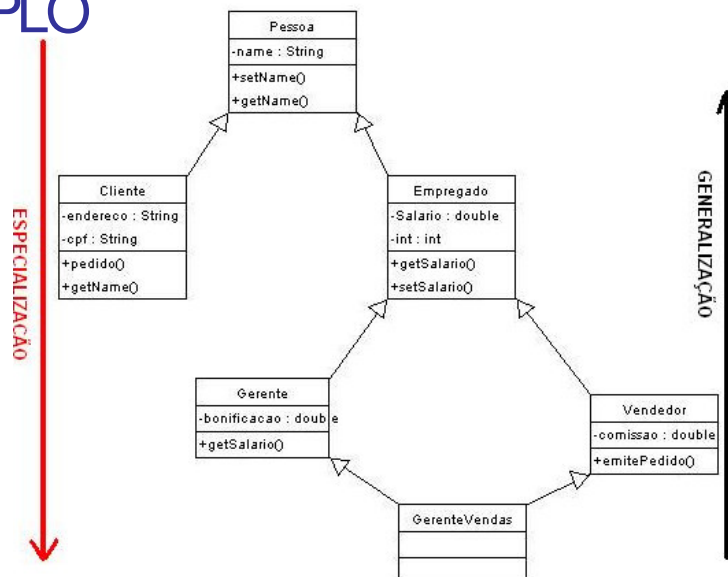 PLO
Pessoa
-name : String
+setName()
+getName()
Cliente
-endereco : String
-cpf : String
+pedido()
+getName()
Empregado
-Salario : double
-int : int
+getSalario()
+setSalario()
ESPECIALIZACÃO
GENERALIZAÇÃO
Gerente
-bonificacao : double
+getSalario()
Vendedor
-comissao : double
+emitePedido()
GerenteVendas